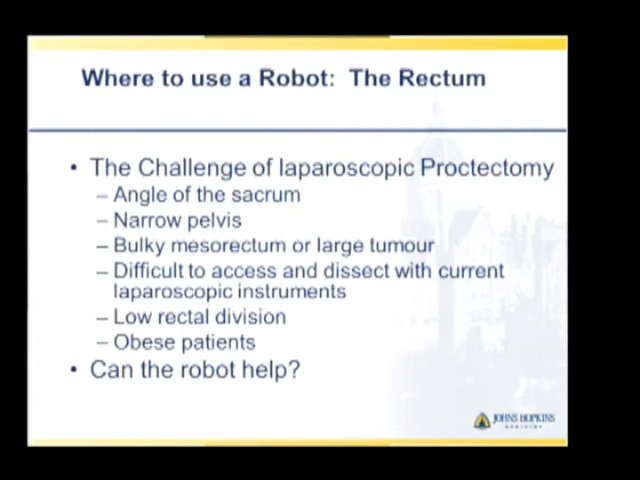 Where to use a Robot: The Rectum
• The Challenge of laparoscopic Proctectomy
– Angle of the sacrum
– Narrow pelvis
– Bulky mesorectum or large tumour
– Difficult to access and dissect with current
laparoscopic instruments
– Low rectal division
– Obese patients
• Can the robot help?
JOHNS HOPKINS
MEDICINE